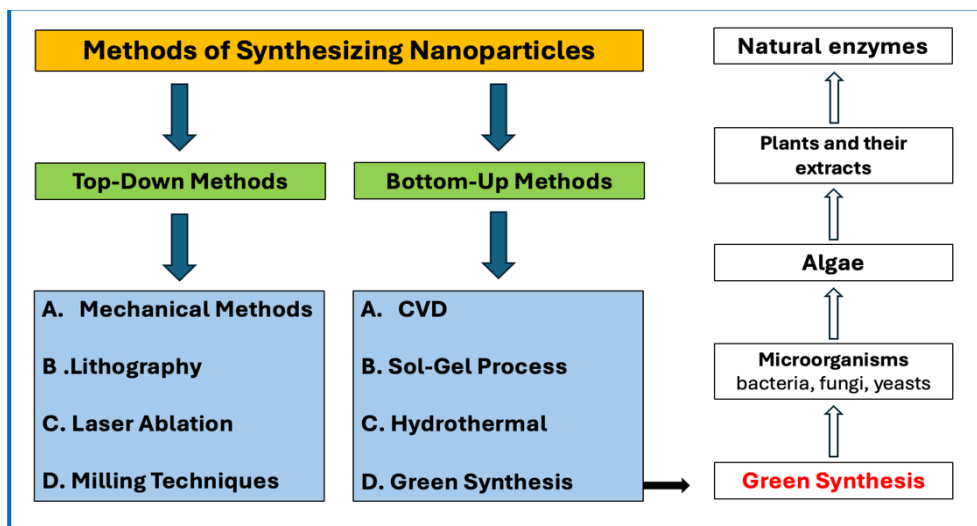 Methods of Synthesizing Nanoparticles
Top-Down Methods
Bottom-Up Methods
A. Mechanical Methods
B .Lithography
C. Laser Ablation
D. Milling Techniques
A. CVD
B. Sol-Gel Process
C. Hydrothermal
D. Green Synthesis
Natural enzymes
Plants and their
extracts
Algae
Microorganisms
bacteria, fungi, yeasts
Green Synthesis